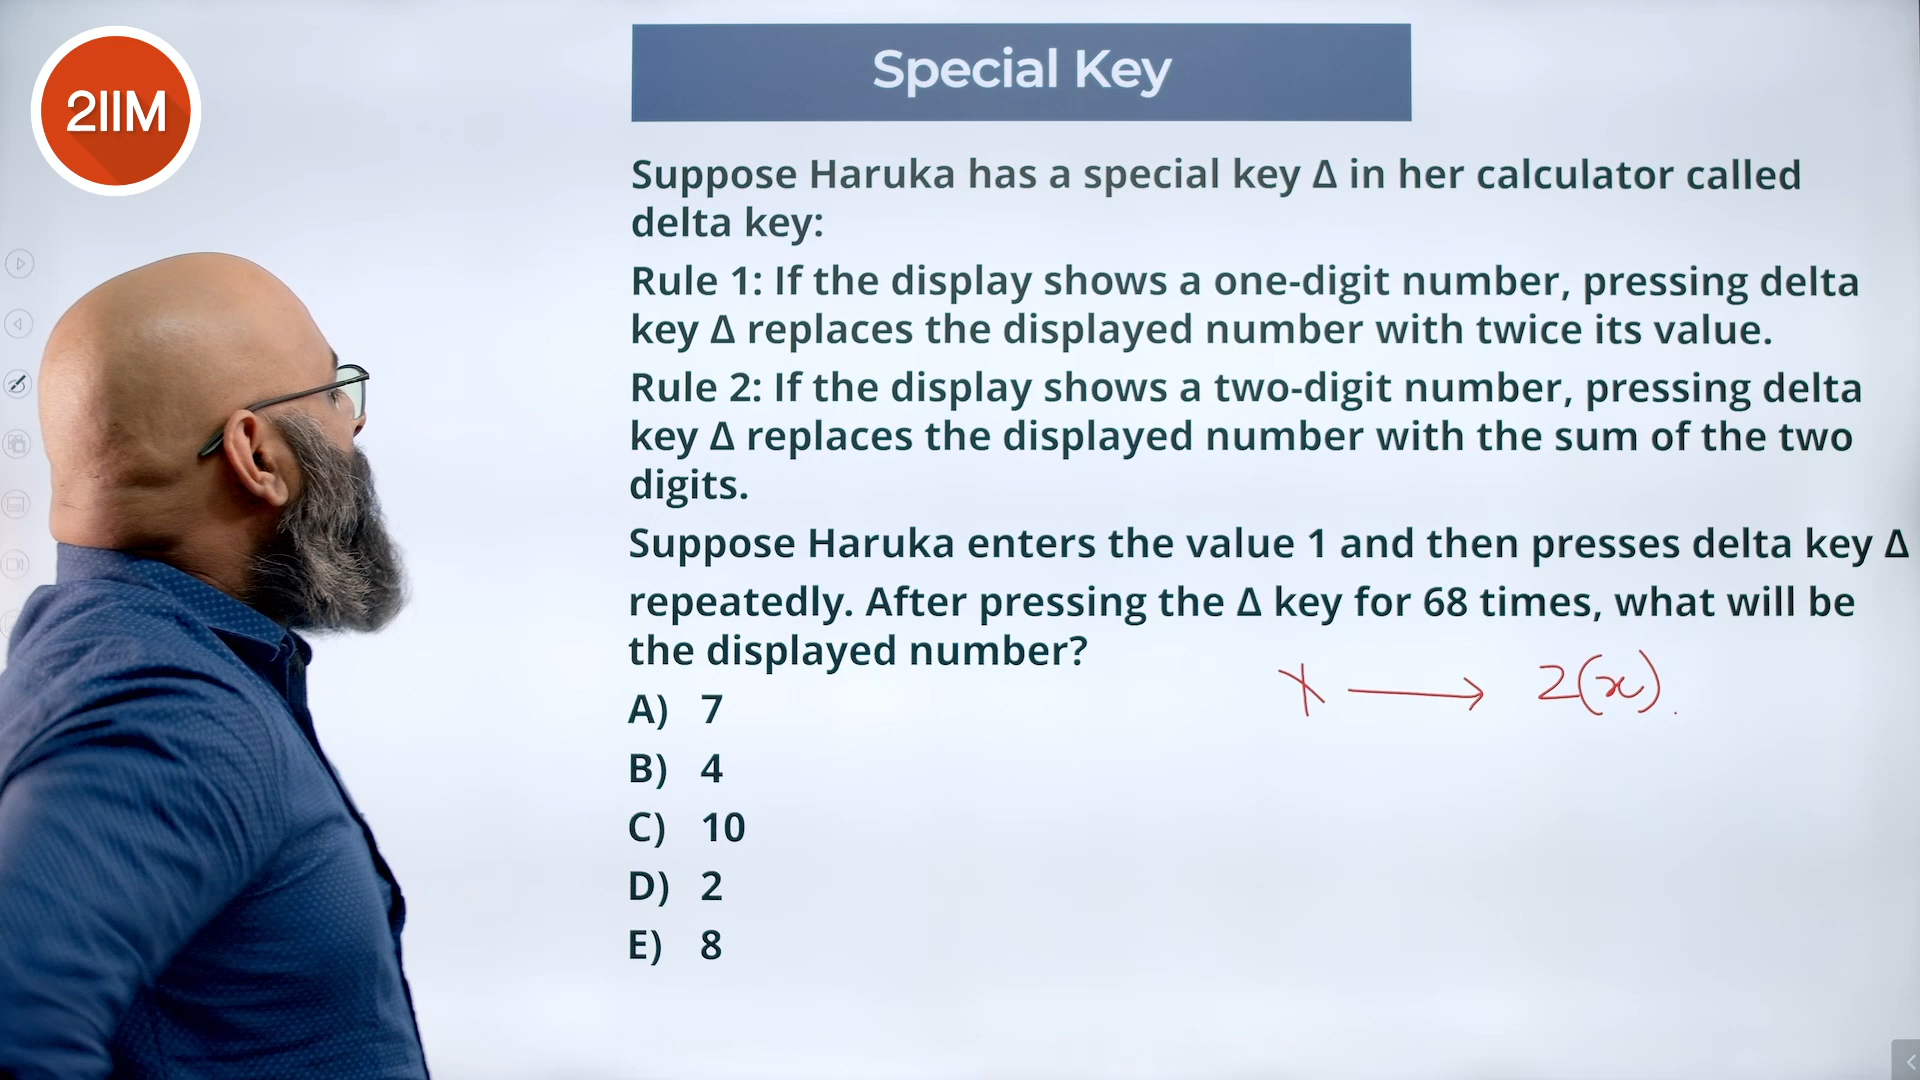 2IIM
Special Key
Suppose Haruka has a special key Δ in her calculator called
delta key:
Rule 1: If the display shows a one-digit number, pressing delta
key Δ replaces the displayed number with twice its value.
Rule 2: If the display shows a two-digit number, pressing delta
key Δ replaces the displayed number with the sum of the two
digits.
Suppose Haruka enters the value 1 and then presses delta key Δ
repeatedly. After pressing the Δ key for 68 times, what will be
the displayed number?
x ⟶ 2(x).
A) 7
B) 4
C) 10
D) 2
E) 8